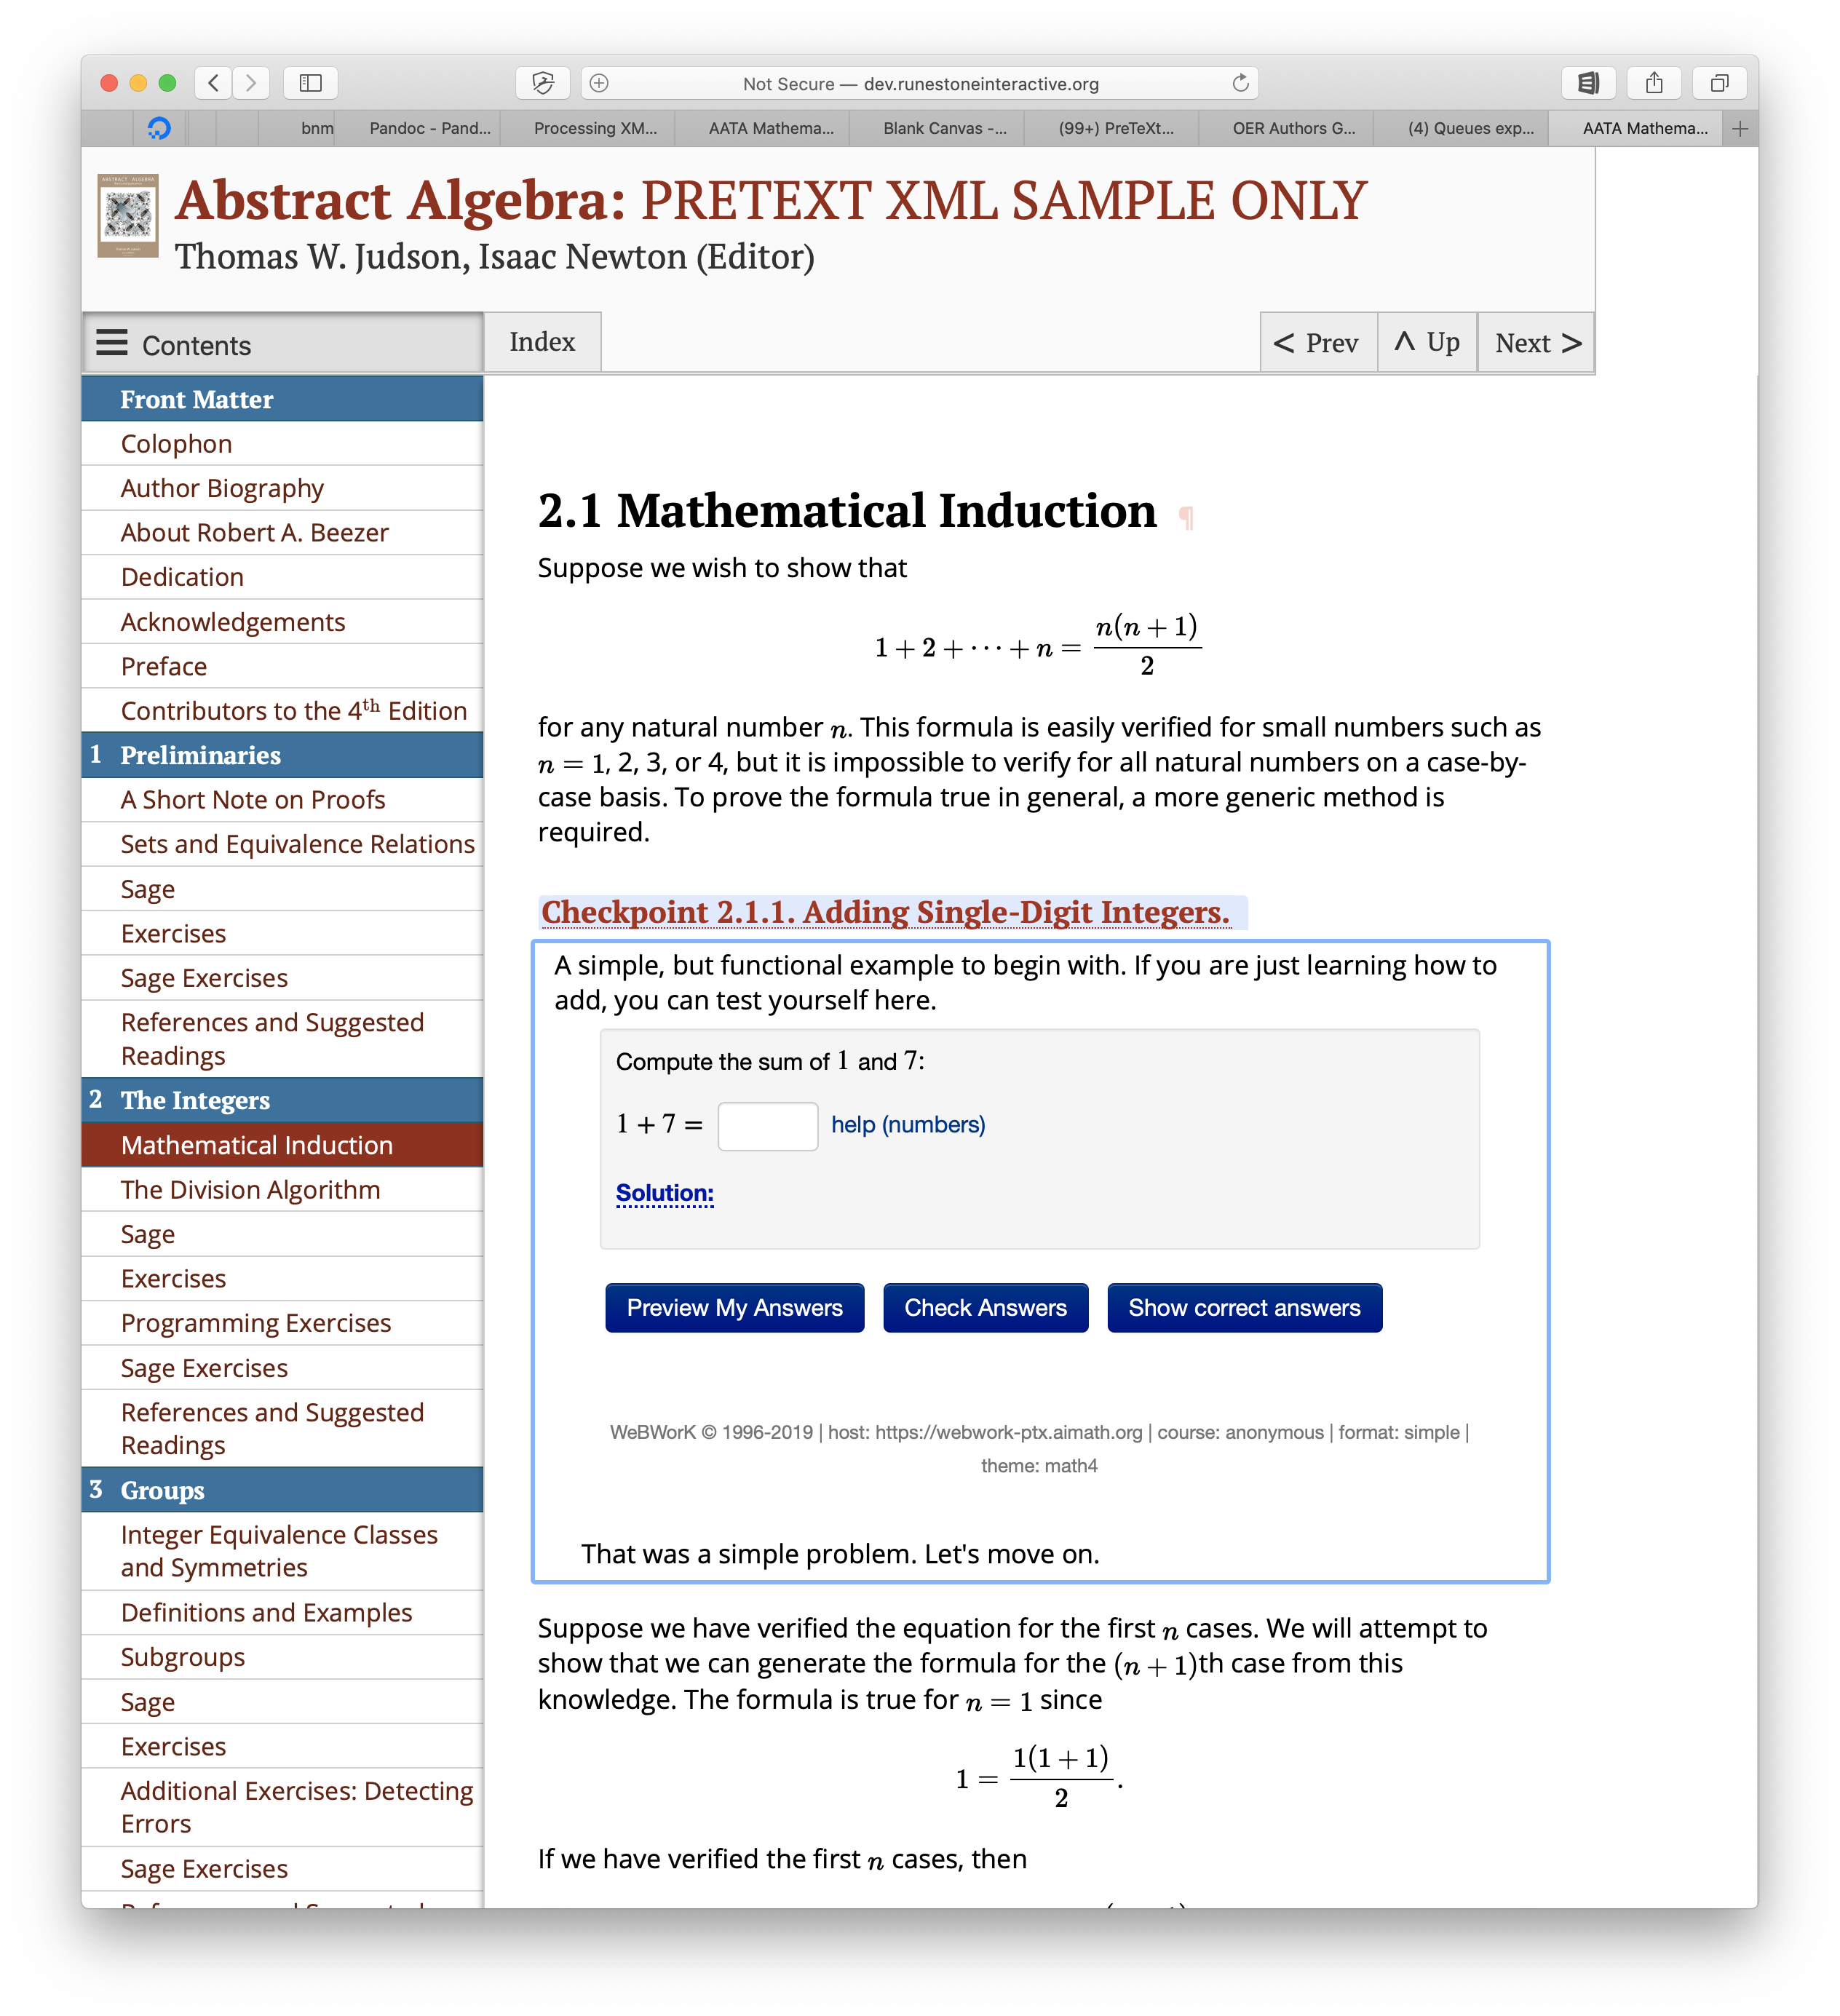 Not Secure — dev.runestoneinteractive.org
bnm
Pandoc - Pand...
Processing XM...
AATA Mathema...
Blank Canvas -...
(99+) PreTeXt...
OER Authors G...
(4) Queues exp...
AATA Mathema...
Abstract Algebra: PRETEXT XML SAMPLE ONLY
Thomas W. Judson, Isaac Newton (Editor)
Contents
Index
< Prev
^ Up
Next >
Front Matter
Colophon
Author Biography
About Robert A. Beezer
Dedication
Acknowledgements
Preface
Contributors to the 4th Edition
1 Preliminaries
A Short Note on Proofs
Sets and Equivalence Relations
Sage
Exercises
Sage Exercises
References and Suggested
Readings
2 The Integers
Mathematical Induction
The Division Algorithm
Sage
Exercises
Programming Exercises
Sage Exercises
References and Suggested
Readings
3 Groups
Integer Equivalence Classes
and Symmetries
Definitions and Examples
Subgroups
Sage
Exercises
Additional Exercises: Detecting
Errors
Sage Exercises
2.1 Mathematical Induction ¶
Suppose we wish to show that
1 + 2 + ⋯ + n = n(n + 1) / 2
for any natural number n. This formula is easily verified for small numbers such as
n = 1, 2, 3, or 4, but it is impossible to verify for all natural numbers on a case-by-
case basis. To prove the formula true in general, a more generic method is
required.
Checkpoint 2.1.1. Adding Single-Digit Integers.
A simple, but functional example to begin with. If you are just learning how to
add, you can test yourself here.
Compute the sum of 1 and 7:
1 + 7 = help (numbers)
Solution:
Preview My Answers
Check Answers
Show correct answers
WeBWorK © 1996-2019 | host: https://webwork-ptx.aimath.org | course: anonymous | format: simple |
theme: math4
That was a simple problem. Let's move on.
Suppose we have verified the equation for the first n cases. We will attempt to
show that we can generate the formula for the (n + 1)th case from this
knowledge. The formula is true for n = 1 since
1 = 1(1 + 1) / 2.
If we have verified the first n cases, then